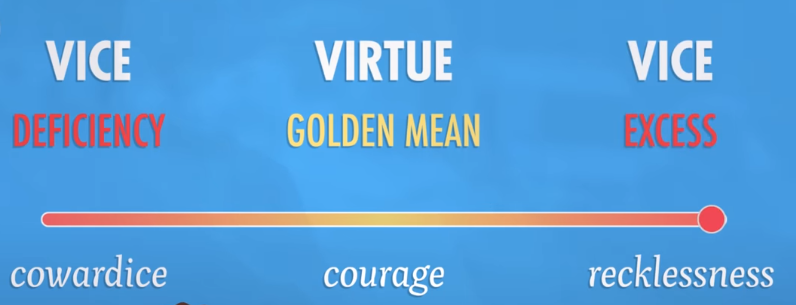 VICE VIRTUE VICE
DEFICIENCY GOLDEN MEAN EXCESS
cowardice courage recklessness